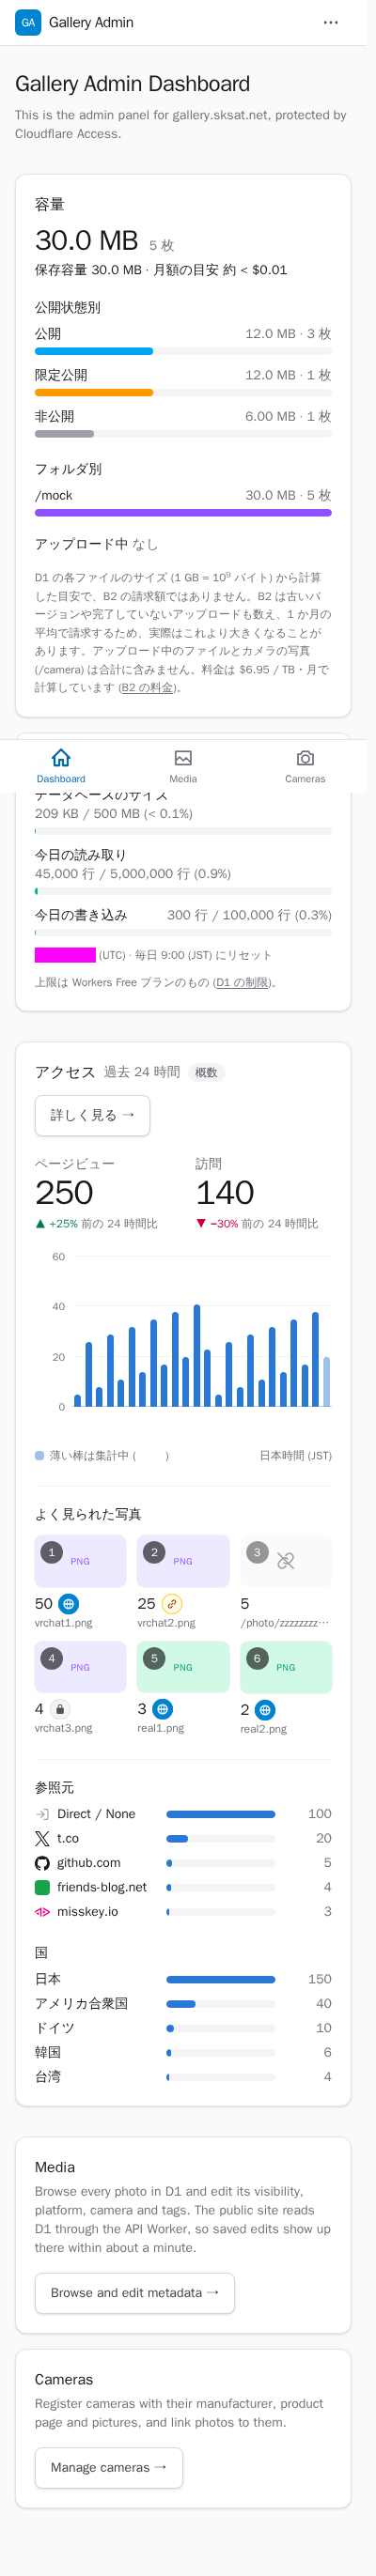 GA Gallery Admin
Gallery Admin Dashboard
This is the admin panel for gallery.sksat.net, protected by
Cloudflare Access.
容量
30.0 MB 5 枚
保存容量 30.0 MB · 月額の目安 約 < $0.01
公開状態別
公開 12.0 MB · 3 枚
限定公開 12.0 MB · 1 枚
非公開 6.00 MB · 1 枚
フォルダ別
/mock 30.0 MB · 5 枚
アップロード中 なし
D1 の各ファイルのサイズ (1 GB = 10⁹ バイト) から計算
した目安で、B2 の請求額ではありません。B2 は古いバ
ージョンや完了していないアップロードも数え、1 か月の
平均で請求するため、実際はこれより大きくなることが
あります。アップロード中のファイルとカメラの写真
(/camera) は合計に含みません。料金は $6.95 / TB・月で
計算しています (B2 の料金)。
Dashboard
Media
Cameras
データベースのサイズ
209 KB / 500 MB (< 0.1%)
今日の読み取り
45,000 行 / 5,000,000 行 (0.9%)
今日の書き込み 300 行 / 100,000 行 (0.3%)
(UTC) · 毎日 9:00 (JST) にリセット
上限は Workers Free プランのもの (D1 の制限)。
アクセス 過去 24 時間 概数
詳しく見る →
ページビュー 訪問
250 140
▲ +25% 前の 24 時間比 ▼ −30% 前の 24 時間比
60
40
20
0
薄い棒は集計中 ( ) 日本時間 (JST)
よく見られた写真
1 PNG 2 PNG 3
50 25 5
vrchat1.png vrchat2.png /photo/zzzzzzzz…
4 PNG 5 PNG 6 PNG
4 3 2
vrchat3.png real1.png real2.png
参照元
Direct / None 100
t.co 20
github.com 5
friends-blog.net 4
misskey.io 3
国
日本 150
アメリカ合衆国 40
ドイツ 10
韓国 6
台湾 4
Media
Browse every photo in D1 and edit its visibility,
platform, camera and tags. The public site reads
D1 through the API Worker, so saved edits show up
there within about a minute.
Browse and edit metadata →
Cameras
Register cameras with their manufacturer, product
page and pictures, and link photos to them.
Manage cameras →